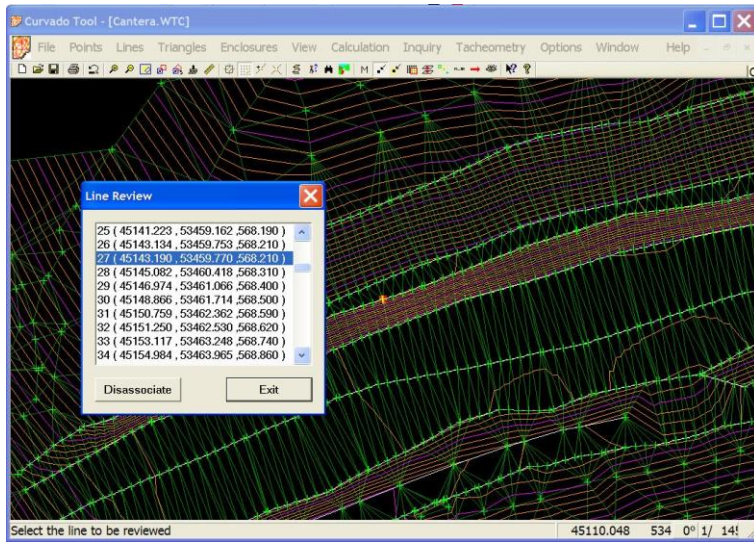 Curvado Tool - [Cantera.WTC]
File Points Lines Triangles Enclosures View Calculation Inquiry Tacheometry Options Window Help
M
Line Review
25 ( 45141.223 , 53459.162 ,568.190 )
26 ( 45143.134 , 53459.753 ,568.210 )
27 ( 45143.190 , 53459.770 ,568.210 )
28 ( 45145.082 , 53460.418 ,568.310 )
29 ( 45146.974 , 53461.066 ,568.400 )
30 ( 45148.866 , 53461.714 ,568.500 )
31 ( 45150.759 , 53462.362 ,568.590 )
32 ( 45151.250 , 53462.530 ,568.620 )
33 ( 45153.117 , 53463.248 ,568.740 )
34 ( 45154.984 , 53463.965 ,568.860 )
Disassociate Exit
Select the line to be reviewed 45110.048 534 0º 1/